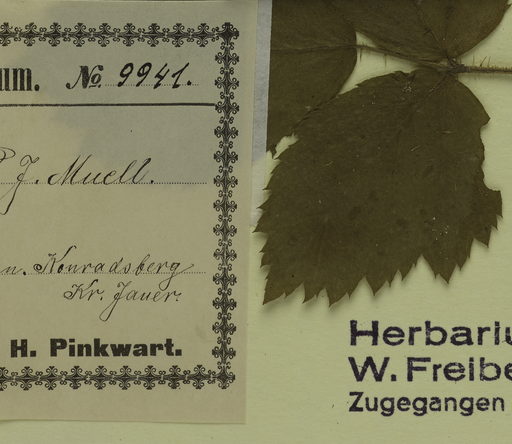 um. No 9941.
P. J. Muell.
n. Konradsberg
Kr. Jauer.
H. Pinkwart.
Herbariu
W. Freibe
Zugegangen